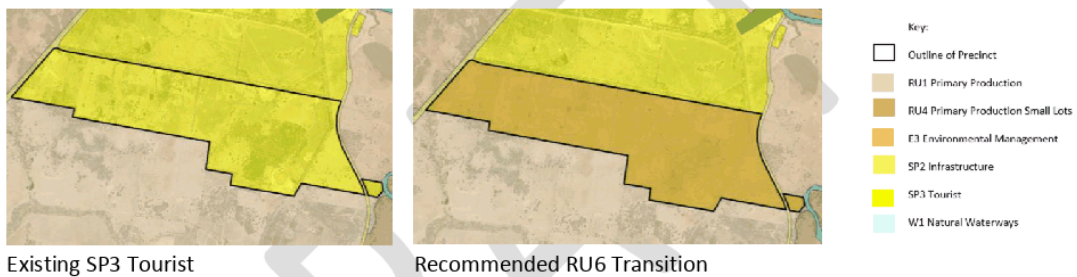 Key:
Outline of Precinct
RU1 Primary Production
RU4 Primary Production Small Lots
E3 Environmental Management
SP2 Infrastructure
SP3 Tourist
W1 Natural Waterways
Existing SP3 Tourist
Recommended RU6 Transition